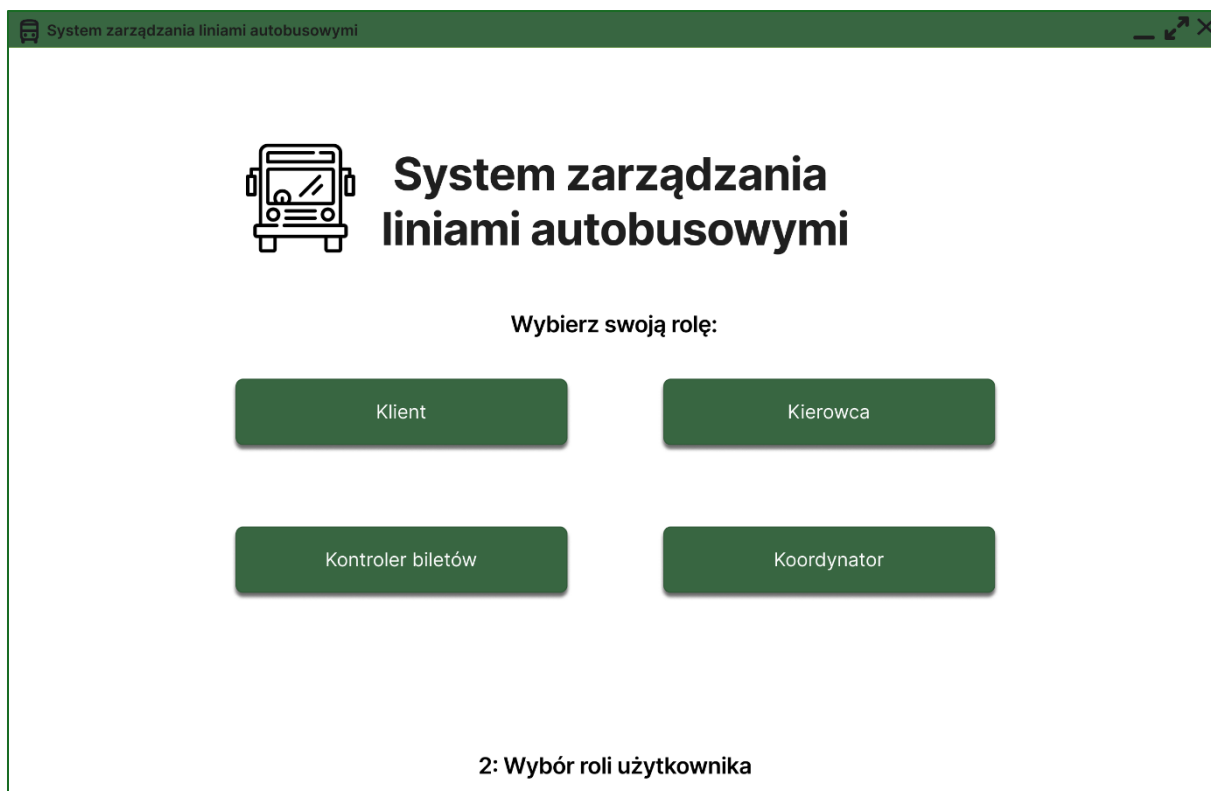 System zarządzania liniami autobusowymi
System zarządzania
liniami autobusowymi
Wybierz swoją rolę:
Klient
Kierowca
Kontroler biletów
Koordynator
2: Wybór roli użytkownika